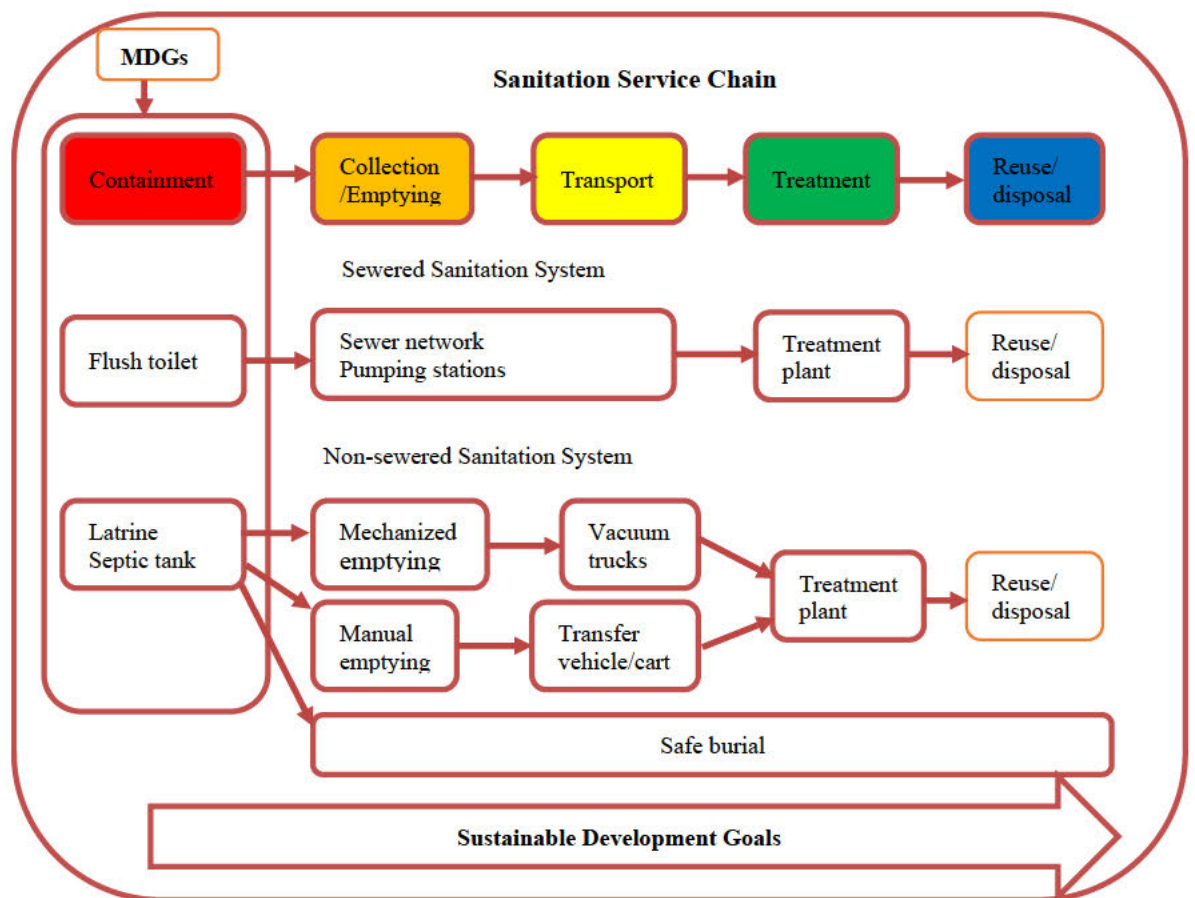 MDGs
Sanitation Service Chain
Containment
Collection
/Emptying
Transport
Treatment
Reuse/
disposal
Sewered Sanitation System
Flush toilet
Sewer network
Pumping stations
Treatment
plant
Reuse/
disposal
Non-sewered Sanitation System
Latrine
Septic tank
Mechanized
emptying
Vacuum
trucks
Manual
emptying
Transfer
vehicle/cart
Treatment
plant
Reuse/
disposal
Safe burial
Sustainable Development Goals